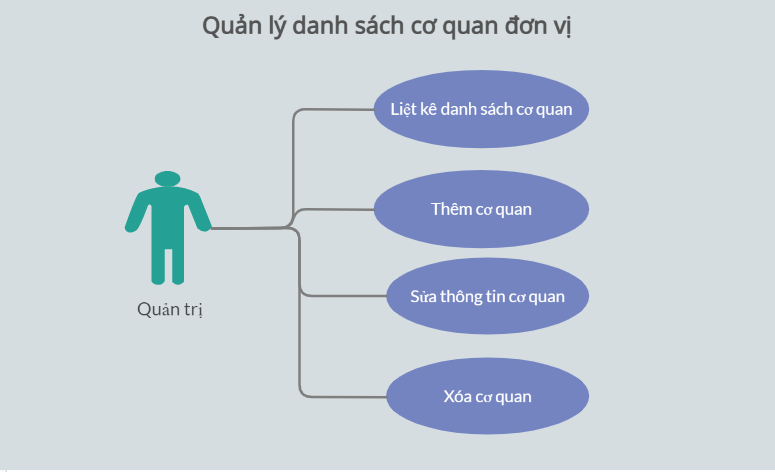 Quản lý danh sách cơ quan đơn vị
Liệt kê danh sách cơ quan
Thêm cơ quan
Sửa thông tin cơ quan
Quản trị
Xóa cơ quan